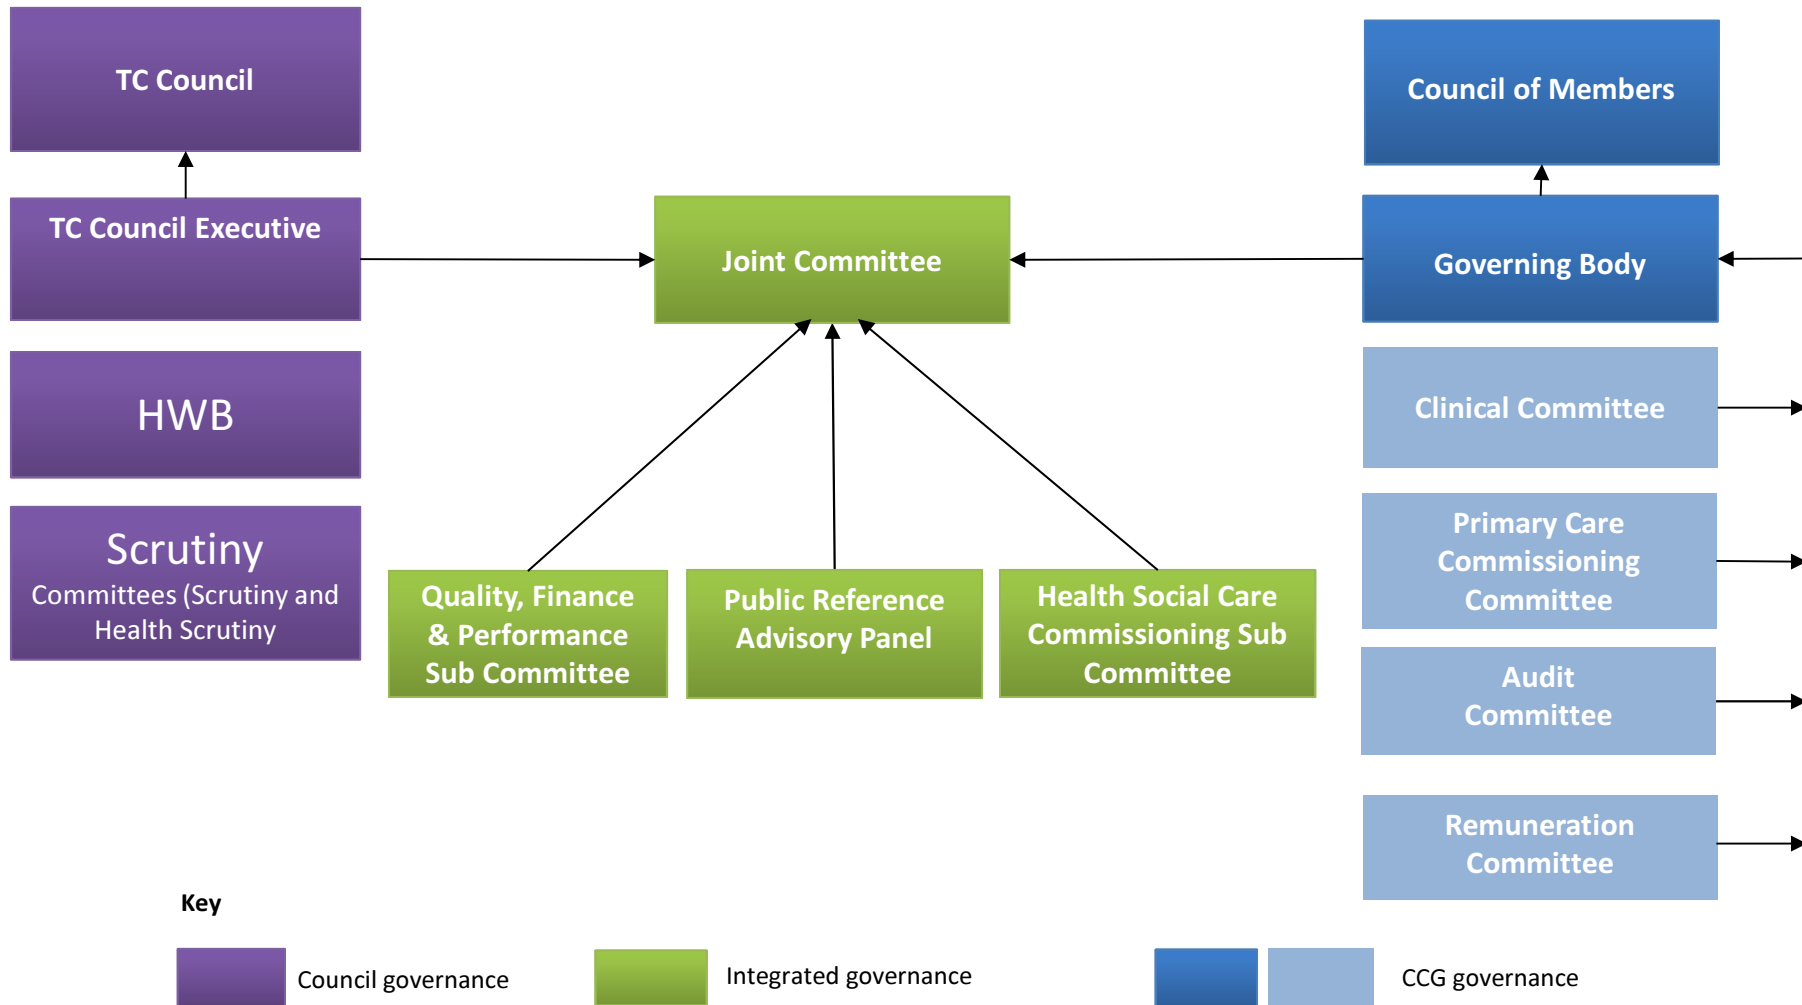 TC Council
Council of Members
TC Council Executive
Joint Committee
Governing Body
HWB
Clinical Committee
Scrutiny
Committees (Scrutiny and
Health Scrutiny
Primary Care
Commissioning
Committee
Quality, Finance
& Performance
Sub Committee
Public Reference
Advisory Panel
Health Social Care
Commissioning Sub
Committee
Audit
Committee
Remuneration
Committee
Key
Council governance
Integrated governance
CCG governance